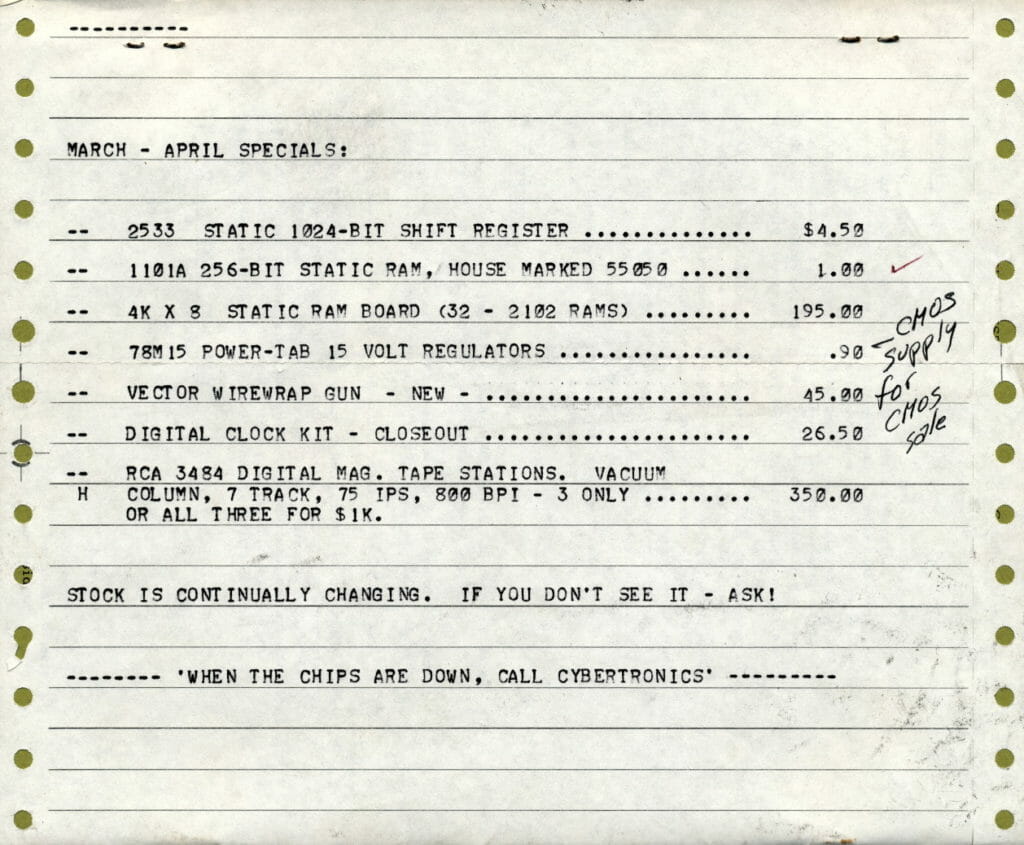 ----------
MARCH - APRIL SPECIALS:
-- 2533 STATIC 1024-BIT SHIFT REGISTER .............. $4.50
-- 1101A 256-BIT STATIC RAM, HOUSE MARKED 55050 ...... 1.00
-- 4K X 8 STATIC RAM BOARD (32 - 2102 RAMS) ......... 195.00
-- 78M15 POWER-TAB 15 VOLT REGULATORS ................ .90
-- VECTOR WIREWRAP GUN - NEW - ...................... 45.00
-- DIGITAL CLOCK KIT - CLOSEOUT ...................... 26.50
-- RCA 3484 DIGITAL MAG. TAPE STATIONS. VACUUM
H COLUMN, 7 TRACK, 75 IPS, 800 BPI - 3 ONLY ......... 350.00
OR ALL THREE FOR $1K.
CMOS
supply
for
CMOS
sale
STOCK IS CONTINUALLY CHANGING. IF YOU DON'T SEE IT - ASK!
-------- 'WHEN THE CHIPS ARE DOWN, CALL CYBERTRONICS' ---------